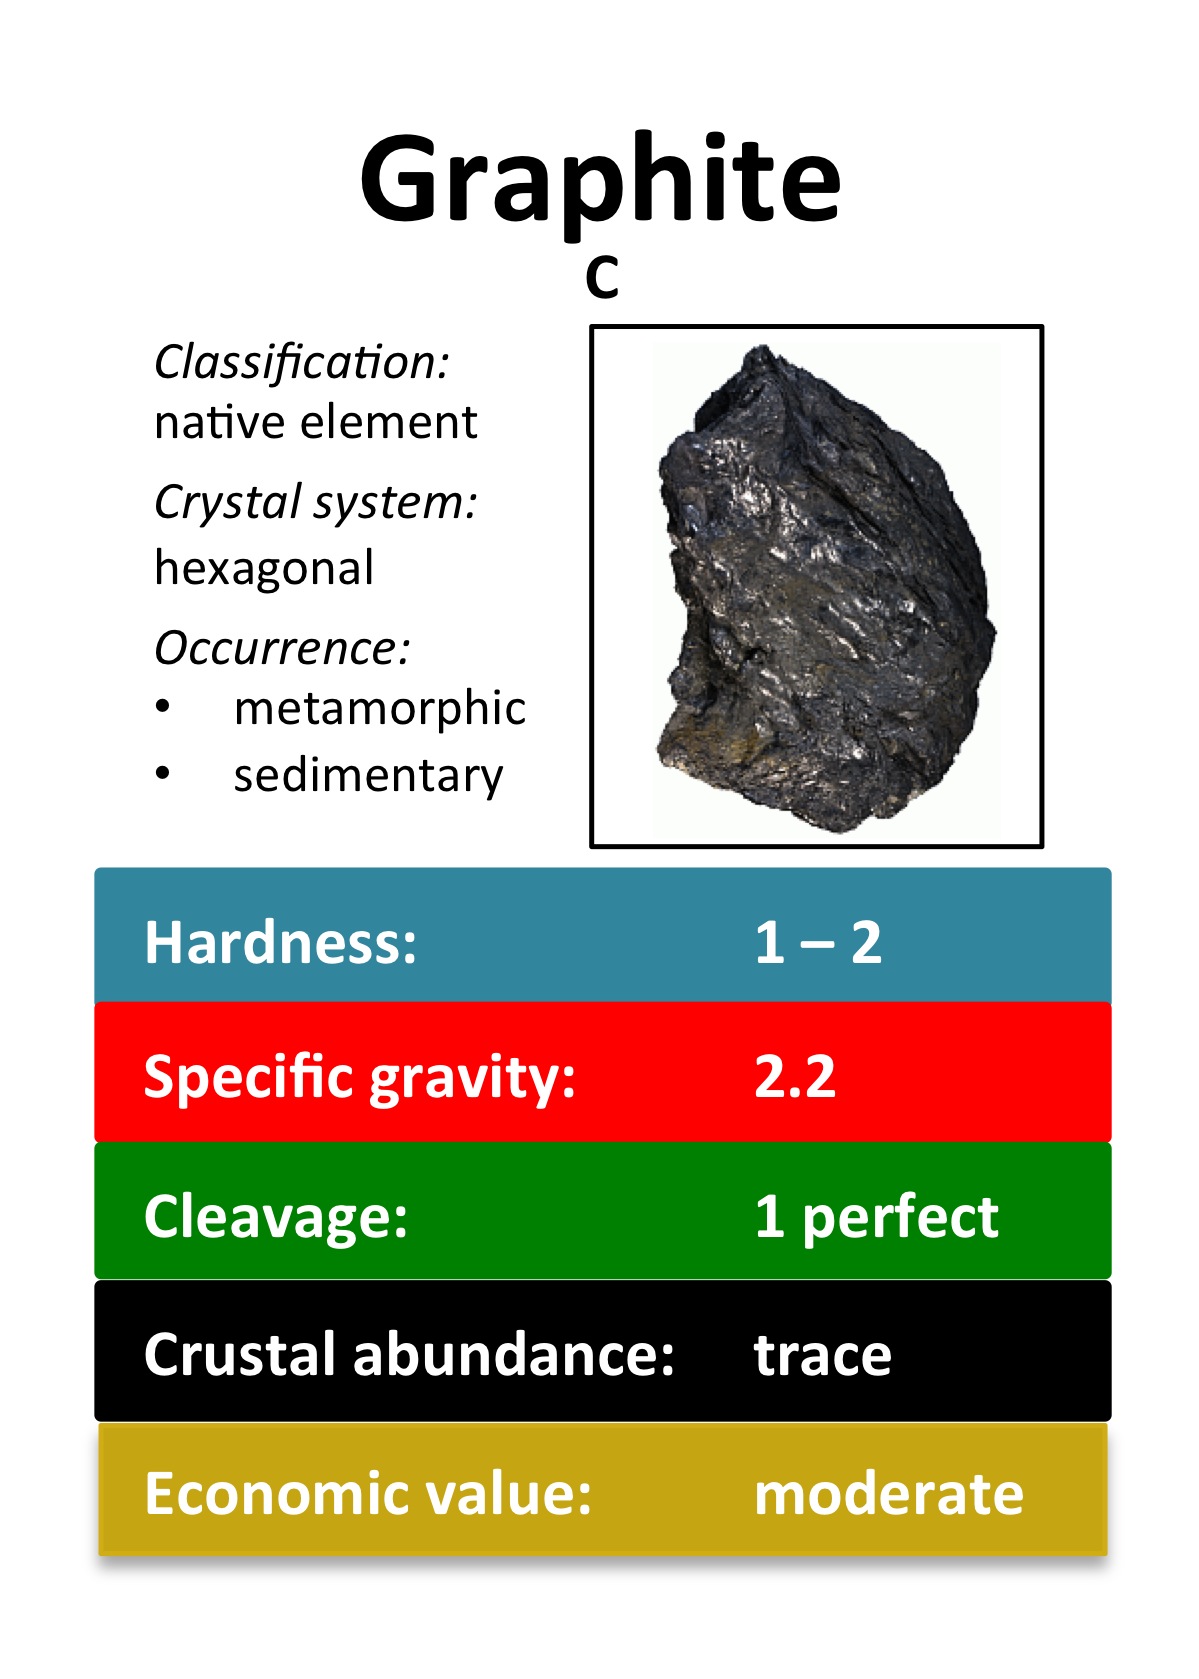 Graphite
C
Classification:
native element
Crystal system:
hexagonal
Occurrence:
• metamorphic
• sedimentary
Hardness: 1 – 2
Specific gravity: 2.2
Cleavage: 1 perfect
Crustal abundance: trace
Economic value: moderate